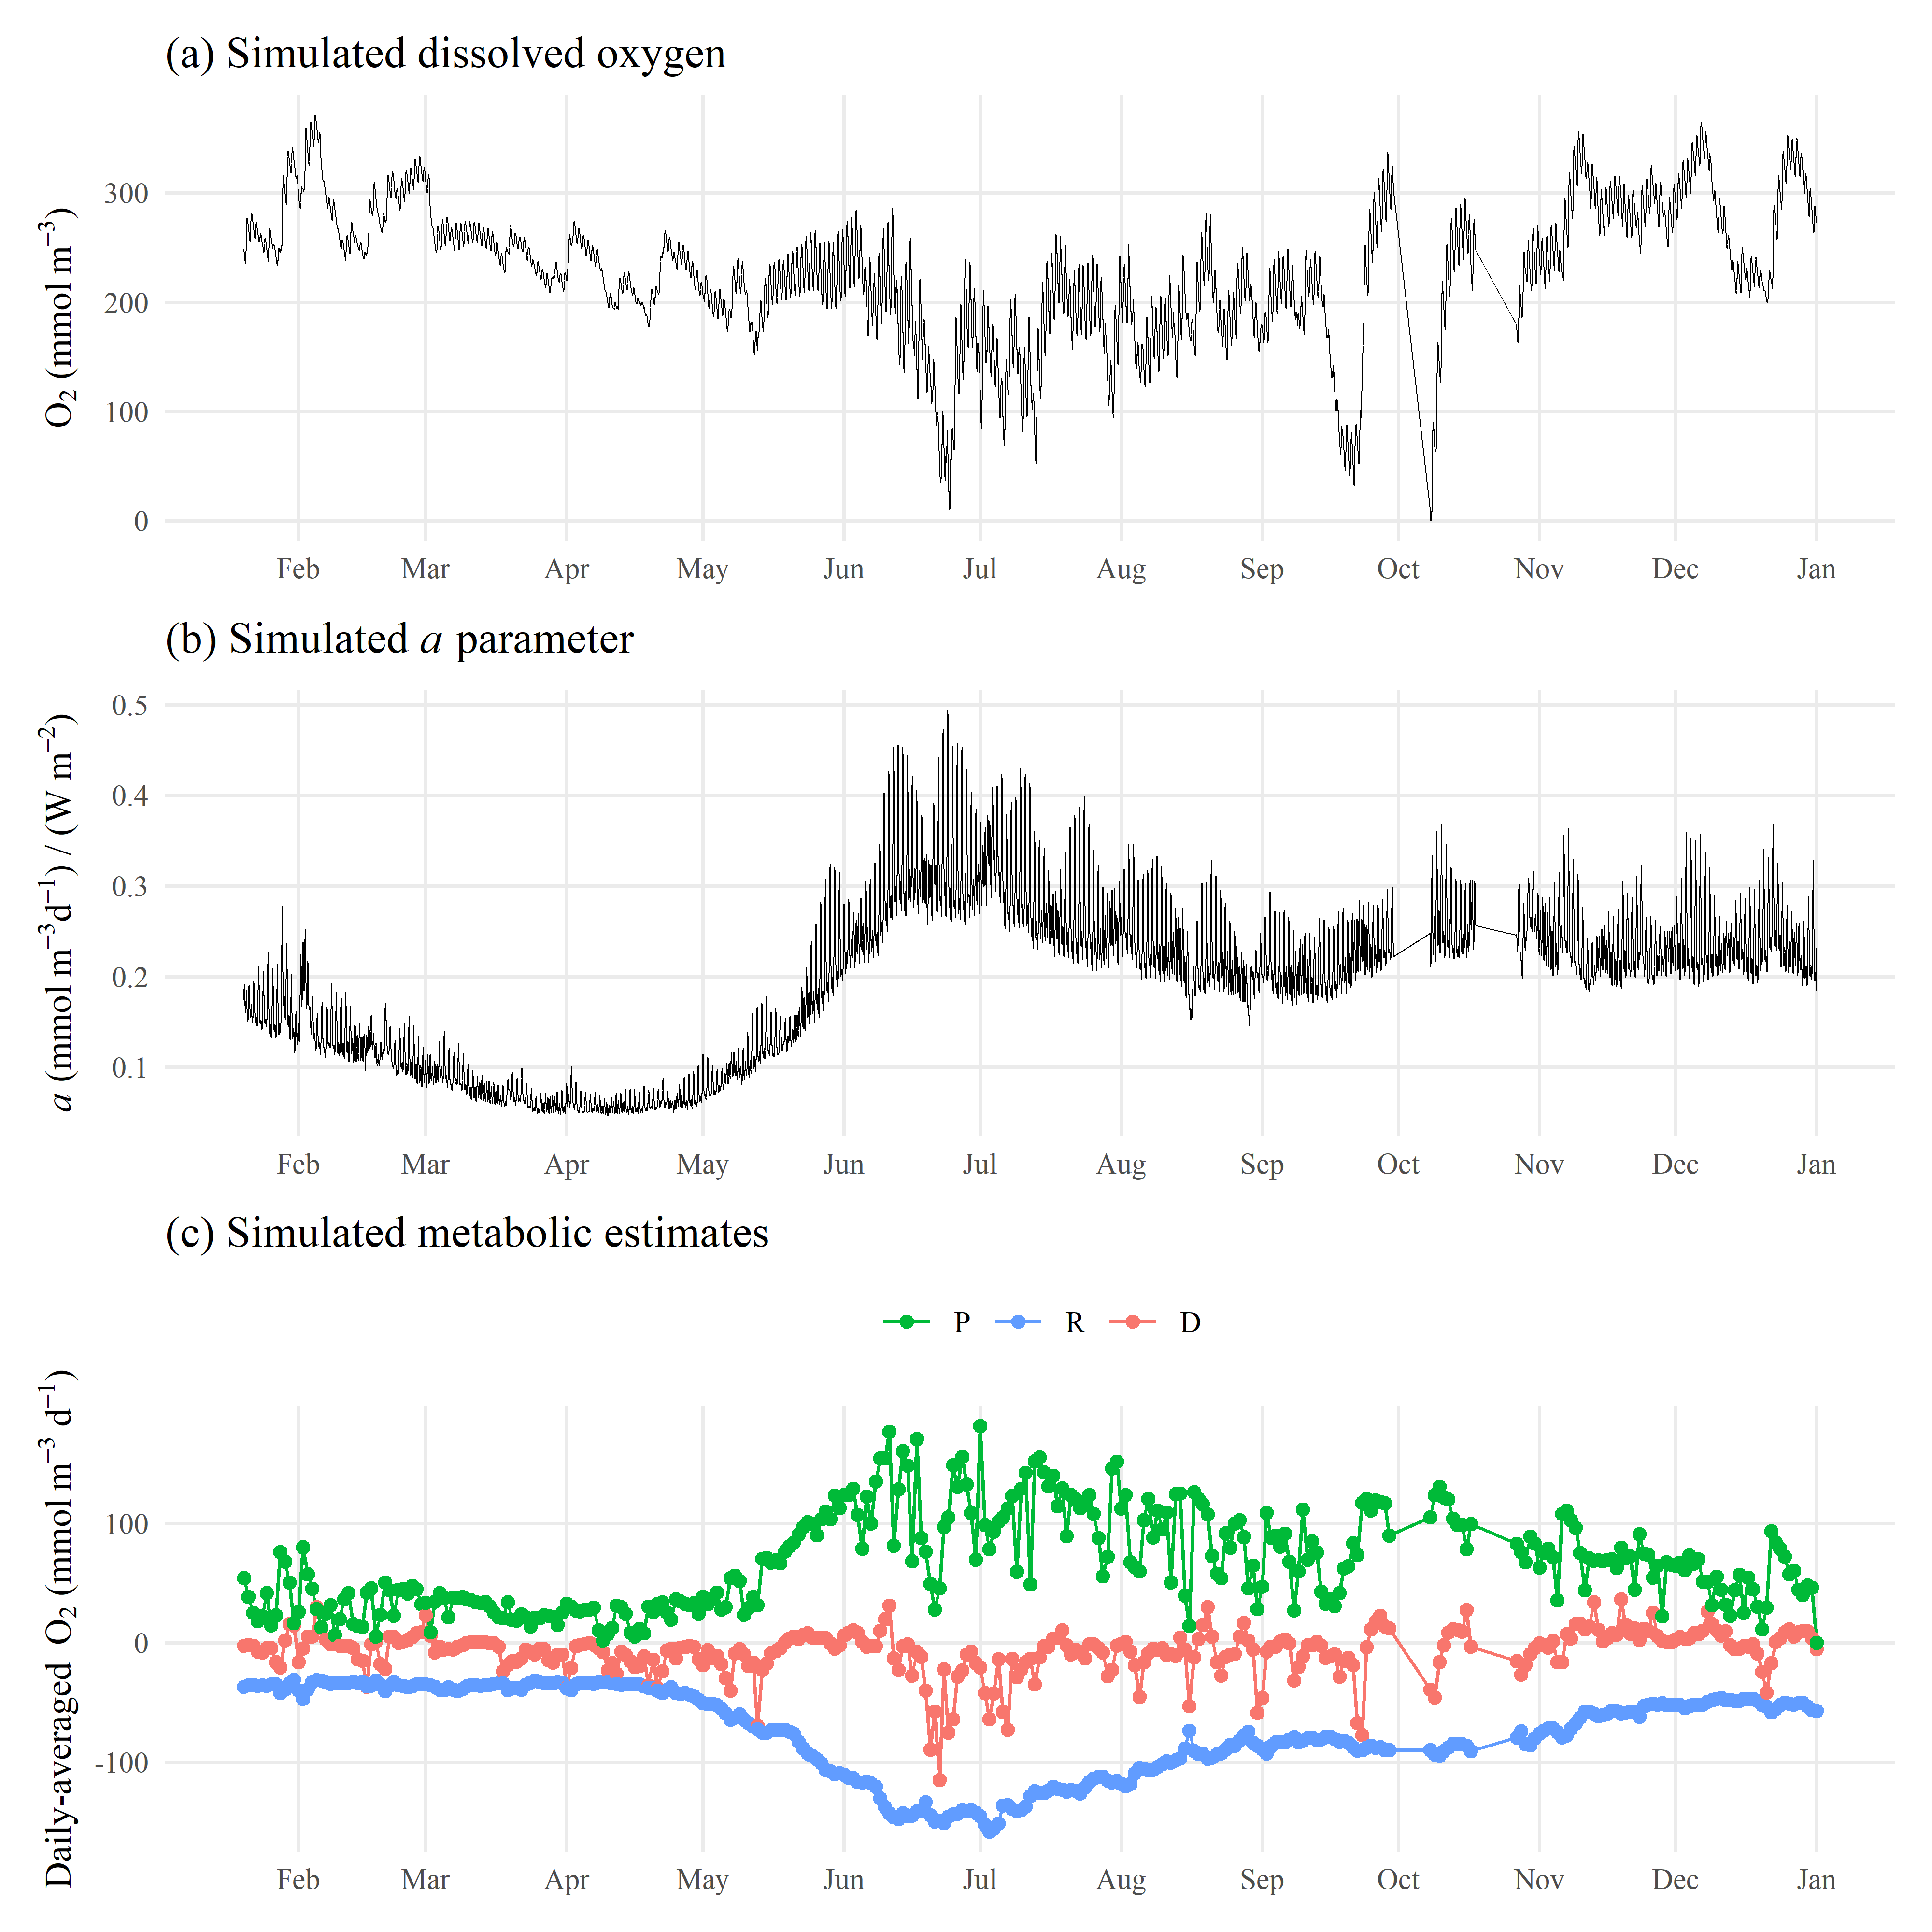 (a) Simulated dissolved oxygen
O₂ (mmol m⁻³)
300
200
100
0
Feb Mar Apr May Jun Jul Aug Sep Oct Nov Dec Jan
(b) Simulated a parameter
a (mmol m⁻³d⁻¹) / (W m⁻²)
0.5
0.4
0.3
0.2
0.1
Feb Mar Apr May Jun Jul Aug Sep Oct Nov Dec Jan
(c) Simulated metabolic estimates
P R D
Daily-averaged O₂ (mmol m⁻³ d⁻¹)
100
0
-100
Feb Mar Apr May Jun Jul Aug Sep Oct Nov Dec Jan